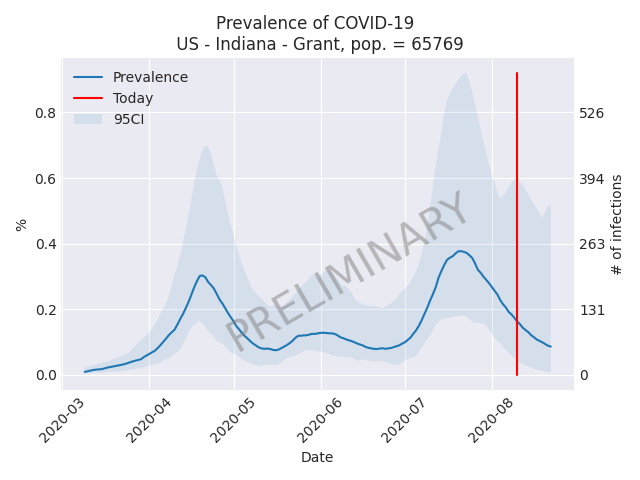 Prevalence of COVID-19
US - Indiana - Grant, pop. = 65769
Prevalence
Today
95CI
PRELIMINARY
%
0.8
0.6
0.4
0.2
0.0
526
394
263
131
0
# of infections
2020-03
2020-04
2020-05
2020-06
2020-07
2020-08
Date